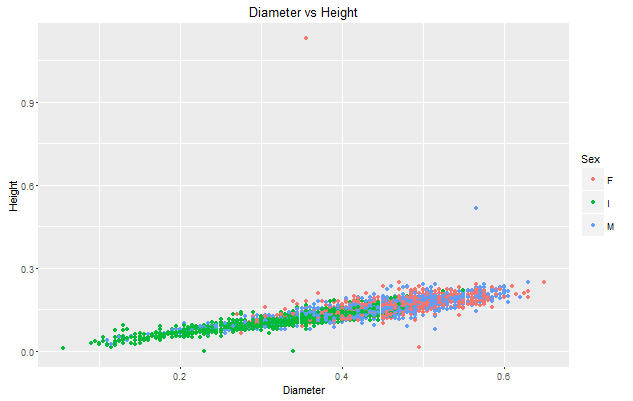 Diameter vs Height
0.9
0.6
0.3
0.0
Height
0.2 0.4 0.6
Diameter
Sex
F
I
M